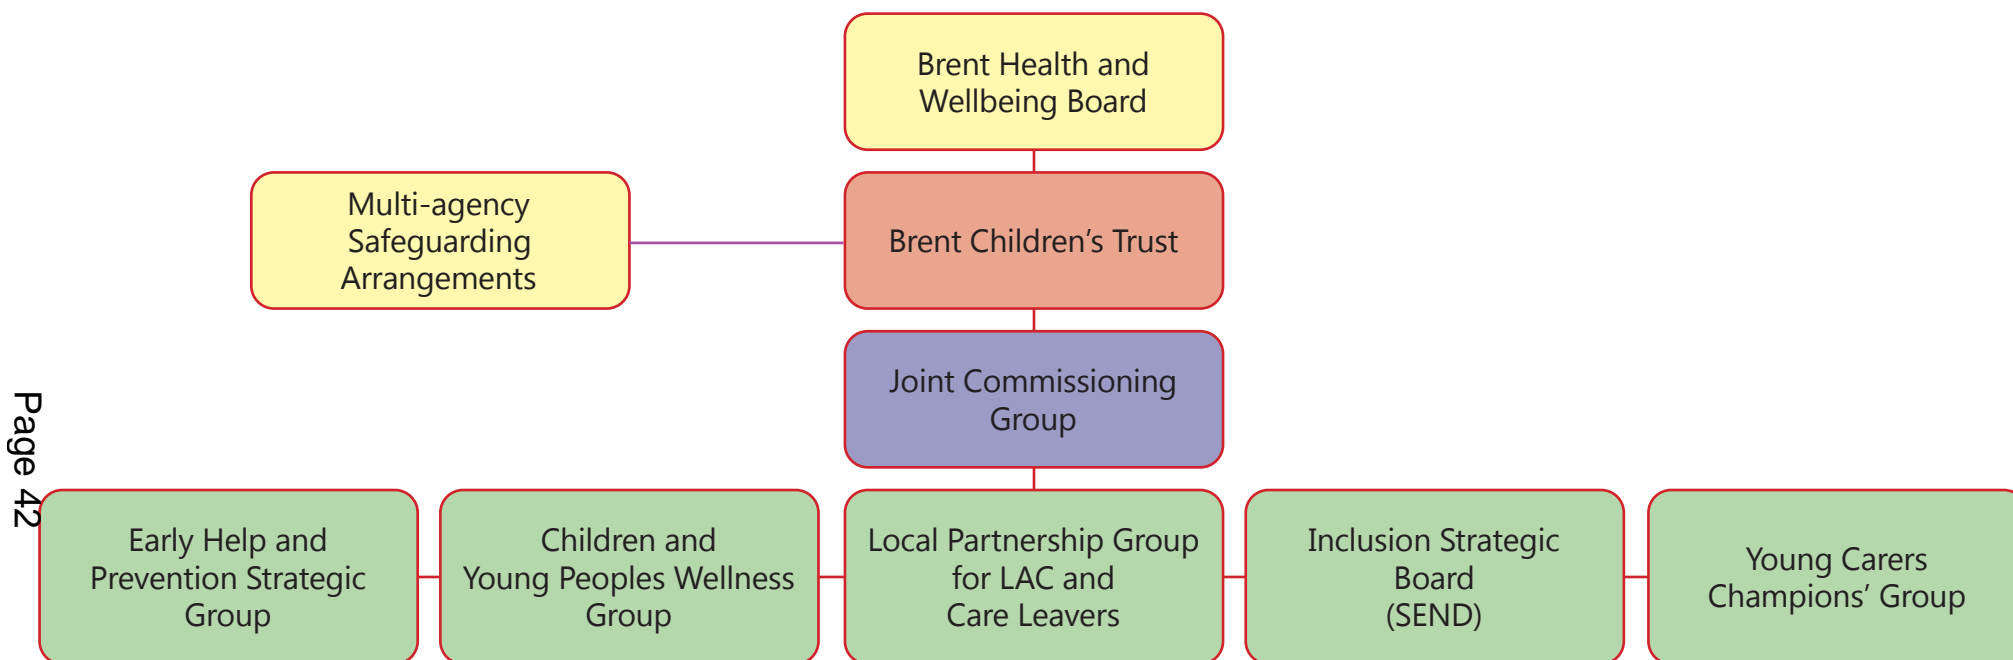 Brent Health and
Wellbeing Board
Multi-agency
Safeguarding
Arrangements
Brent Children’s Trust
Joint Commissioning
Group
Page 42
Early Help and
Prevention Strategic
Group
Children and
Young Peoples Wellness
Group
Local Partnership Group
for LAC and
Care Leavers
Inclusion Strategic
Board
(SEND)
Young Carers
Champions’ Group